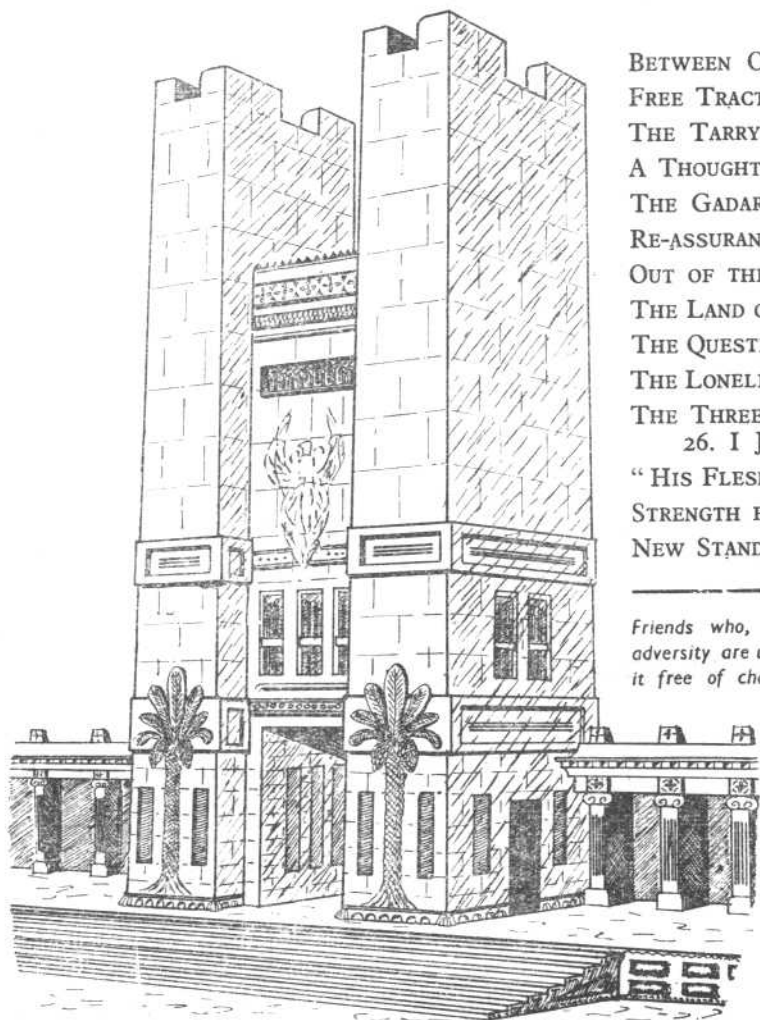 BETWEEN
FREE TRACT
THE TARRY
A THOUGHT
THE GADAR
RE-ASSURAN
OUT OF THE
THE LAND
THE QUESTI
THE LONELI
THE THREE
26. I J
“ HIS FLESH
STRENGTH
NEW STAND
Friends who,
adversity are
it free of